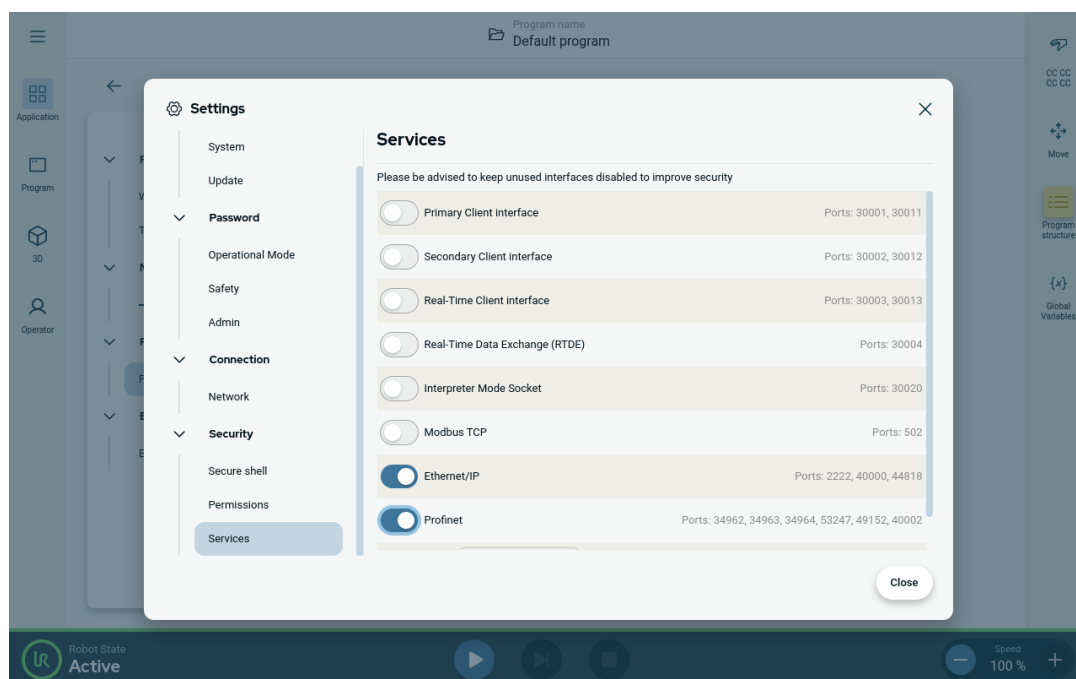 Program name
Default program
CC CC
CC CC
Application
Program
3D
Operator
Move
Program
structure
{x}
Global
Variables
Settings
System
Update
Password
Operational Mode
Safety
Admin
Connection
Network
Security
Secure shell
Permissions
Services
Services
Please be advised to keep unused interfaces disabled to improve security
Primary Client interface Ports: 30001, 30011
Secondary Client interface Ports: 30002, 30012
Real-Time Client interface Ports: 30003, 30013
Real-Time Data Exchange (RTDE) Ports: 30004
Interpreter Mode Socket Ports: 30020
Modbus TCP Ports: 502
Ethernet/IP Ports: 2222, 40000, 44818
Profinet Ports: 34962, 34963, 34964, 53247, 49152, 40002
Close
Robot State
Active
Speed
100 %